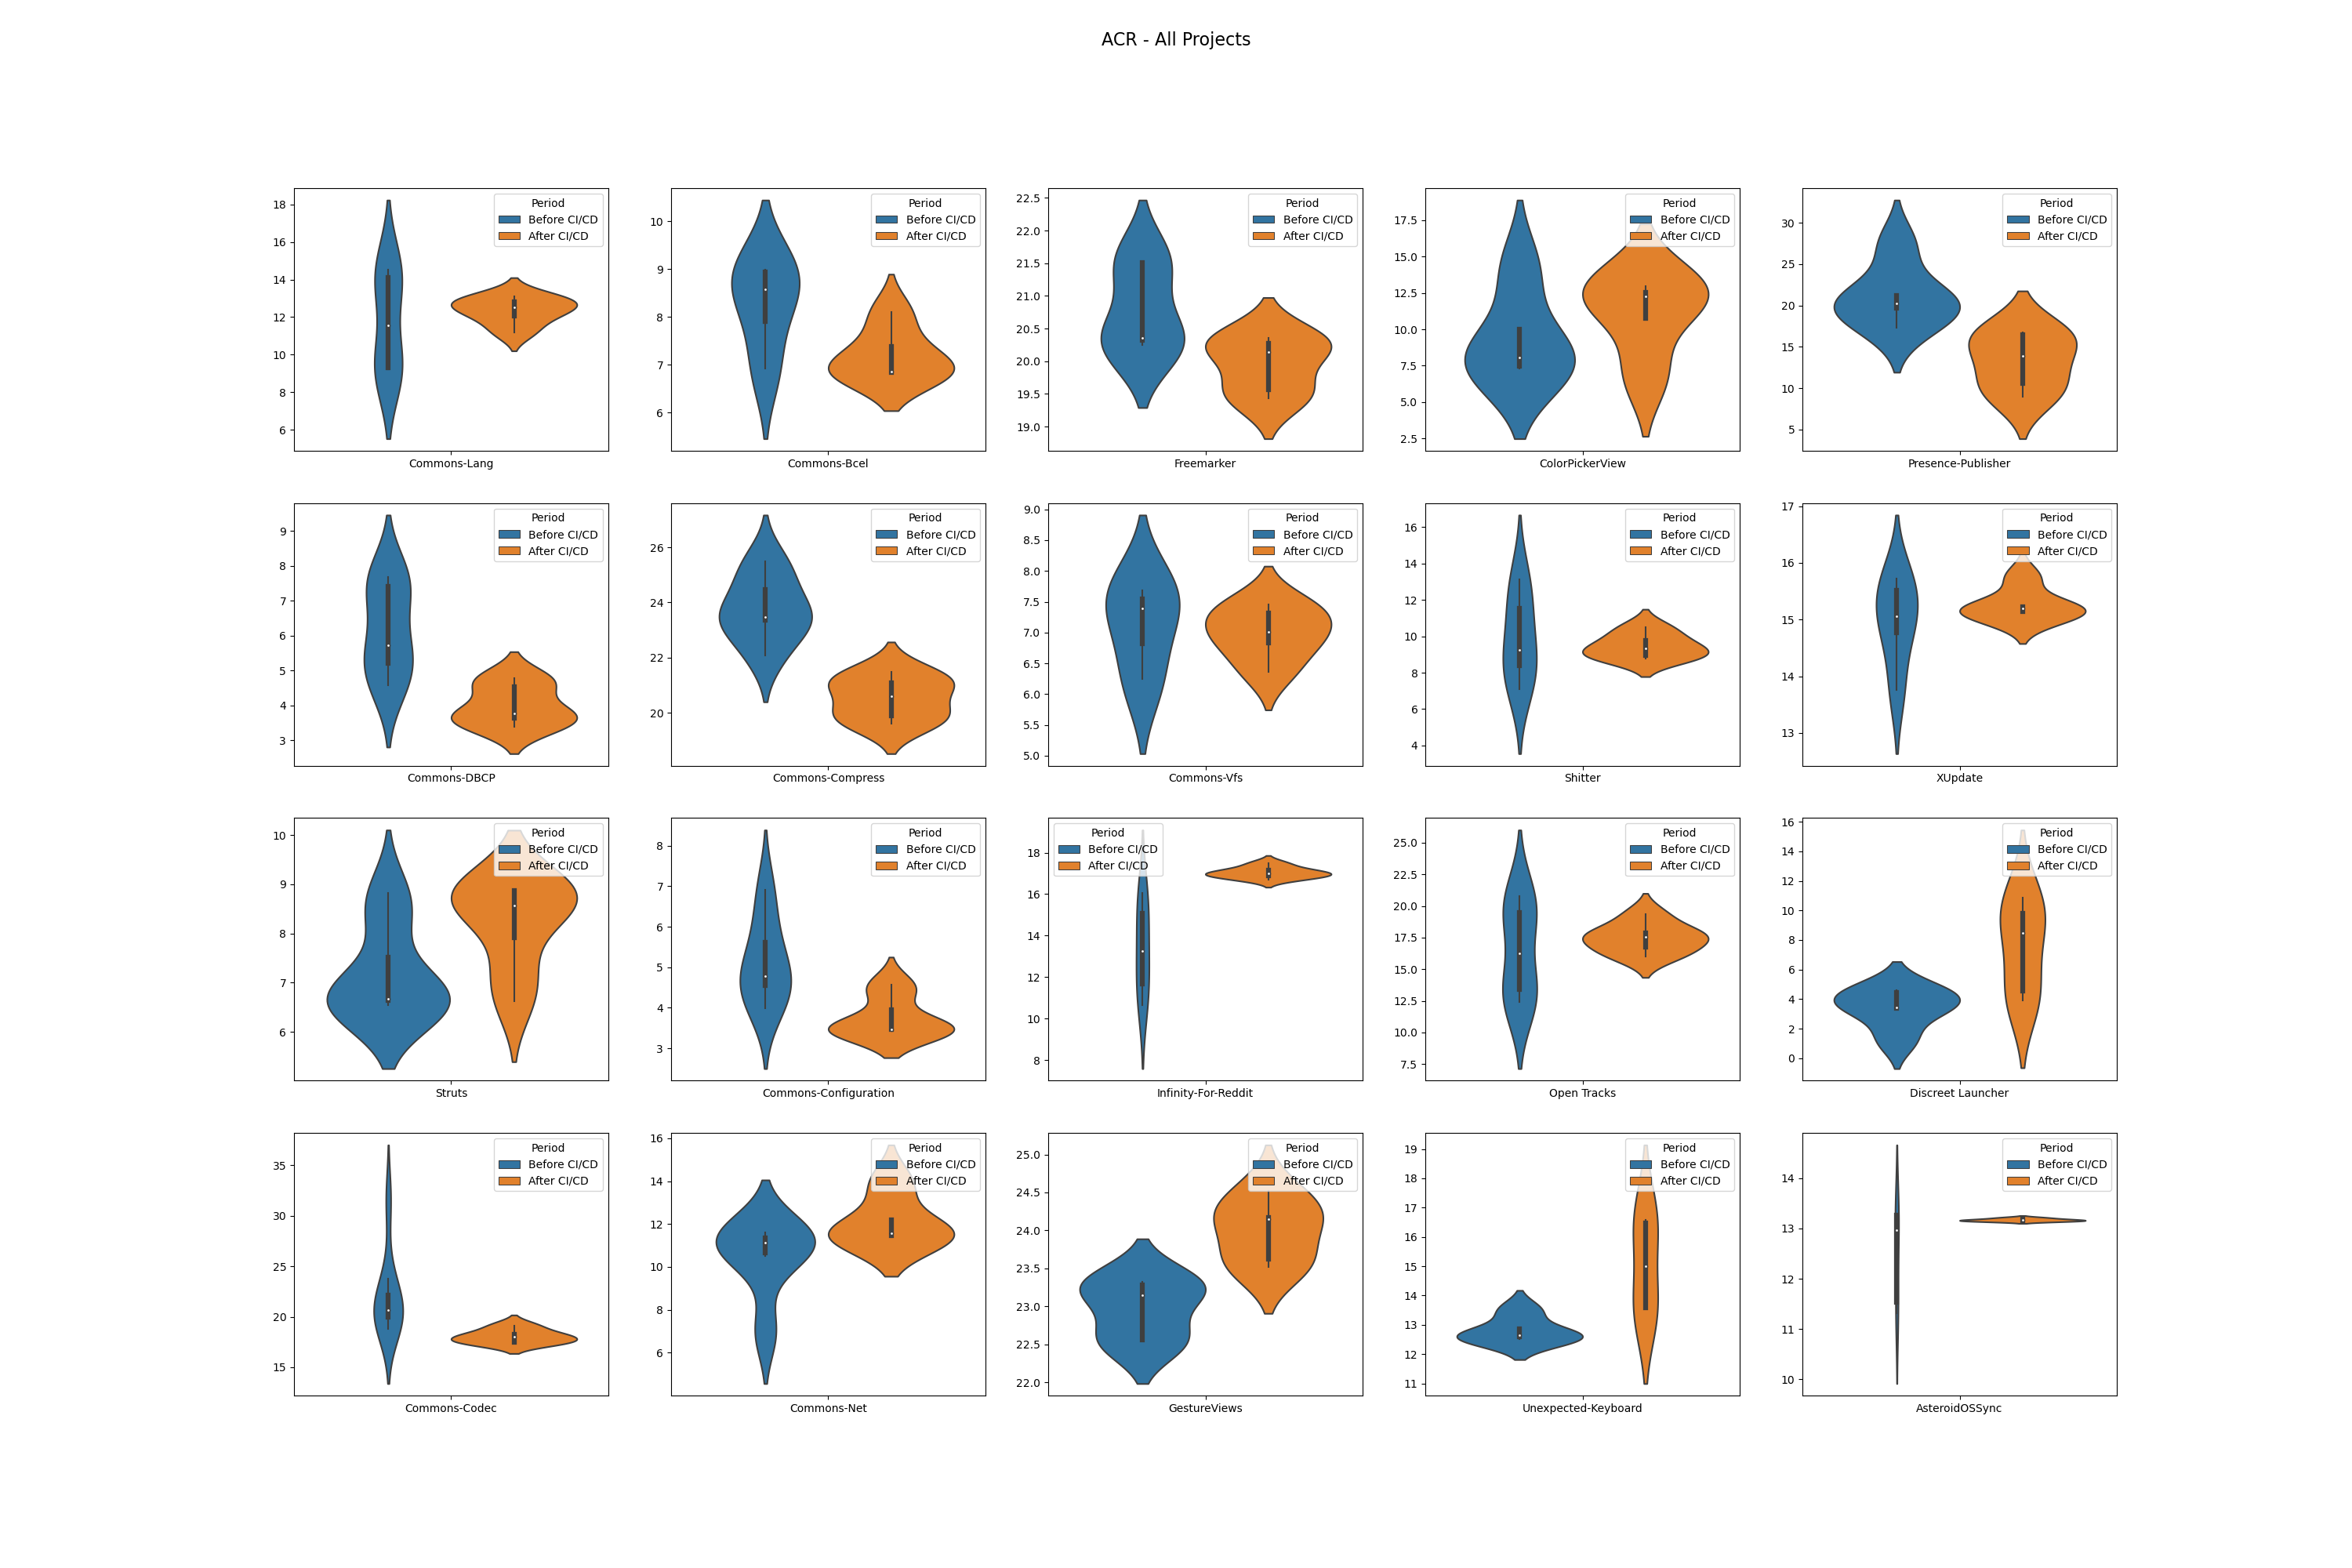 ACR - All Projects
18
16
14
12
10
8
6
Period
Before CI/CD
After CI/CD
Commons-Lang
10
9
8
7
6
Period
Before CI/CD
After CI/CD
Commons-Bcel
22.5
22.0
21.5
21.0
20.5
20.0
19.5
19.0
Period
Before CI/CD
After CI/CD
Freemarker
17.5
15.0
12.5
10.0
7.5
5.0
2.5
Period
Before CI/CD
After CI/CD
ColorPickerView
30
25
20
15
10
5
Period
Before CI/CD
After CI/CD
Presence-Publisher
9
8
7
6
5
4
3
Period
Before CI/CD
After CI/CD
Commons-DBCP
26
24
22
20
Period
Before CI/CD
After CI/CD
Commons-Compress
9.0
8.5
8.0
7.5
7.0
6.5
6.0
5.5
5.0
Period
Before CI/CD
After CI/CD
Commons-Vfs
16
14
12
10
8
6
4
Period
Before CI/CD
After CI/CD
Shitter
17
16
15
14
13
Period
Before CI/CD
After CI/CD
XUpdate
10
9
8
7
6
Period
Before CI/CD
After CI/CD
Struts
8
7
6
5
4
3
Period
Before CI/CD
After CI/CD
Commons-Configuration
18
16
14
12
10
8
Period
Before CI/CD
After CI/CD
Infinity-For-Reddit
25.0
22.5
20.0
17.5
15.0
12.5
10.0
7.5
Period
Before CI/CD
After CI/CD
Open Tracks
16
14
12
10
8
6
4
2
0
Period
Before CI/CD
After CI/CD
Discreet Launcher
35
30
25
20
15
Period
Before CI/CD
After CI/CD
Commons-Codec
16
14
12
10
8
6
Period
Before CI/CD
After CI/CD
Commons-Net
25.0
24.5
24.0
23.5
23.0
22.5
22.0
Period
Before CI/CD
After CI/CD
GestureViews
19
18
17
16
15
14
13
12
11
Period
Before CI/CD
After CI/CD
Unexpected-Keyboard
14
13
12
11
10
Period
Before CI/CD
After CI/CD
AsteroidOSSync